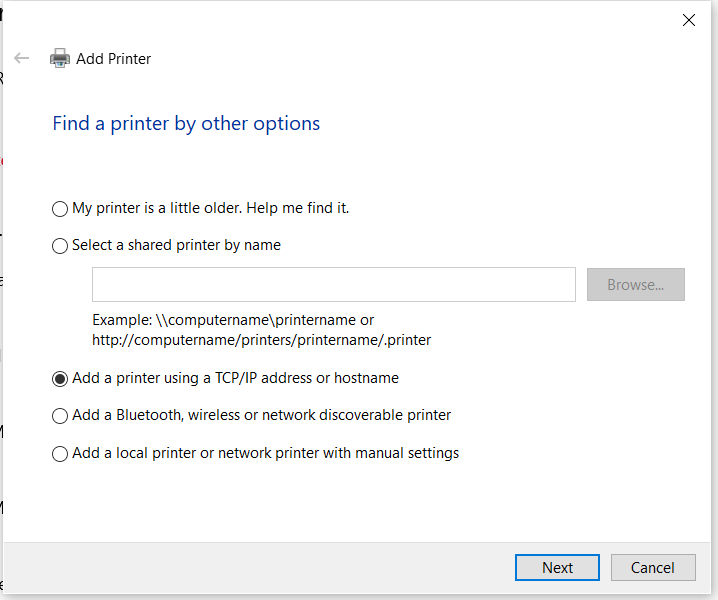 Add Printer
Find a printer by other options
My printer is a little older. Help me find it.
Select a shared printer by name
Browse...
Example: \\computername\printername or
http://computername/printers/printername/.printer
Add a printer using a TCP/IP address or hostname
Add a Bluetooth, wireless or network discoverable printer
Add a local printer or network printer with manual settings
Next
Cancel